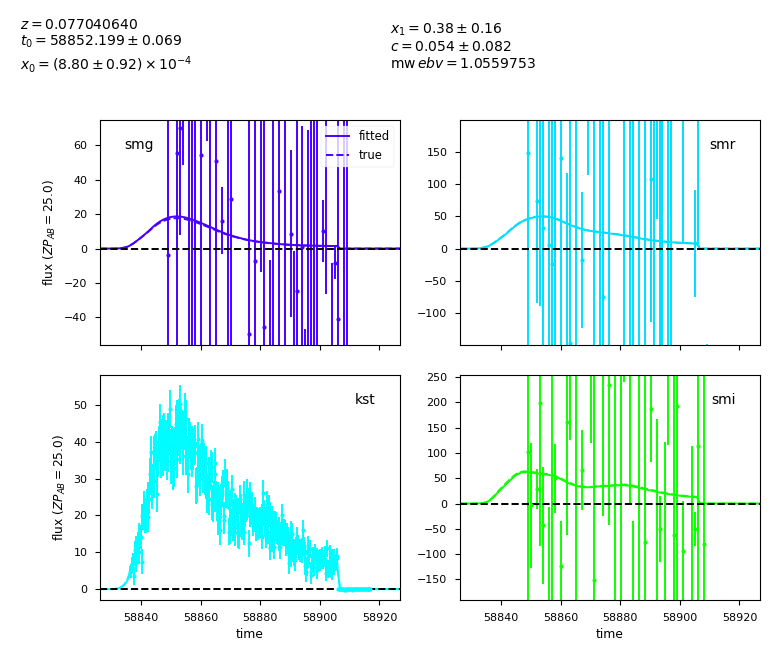 z = 0.077040640
t₀ = 58852.199 ± 0.069
x₀ = (8.80 ± 0.92) × 10⁻⁴
x₁ = 0.38 ± 0.16
c = 0.054 ± 0.082
mw ebv = 1.0559753
smg
fitted
true
60
40
20
0
−20
−40
flux (ZP_AB = 25.0)
smr
150
100
50
0
−50
−100
kst
50
40
30
20
10
0
flux (ZP_AB = 25.0)
58840 58860 58880 58900 58920
time
smi
250
200
150
100
50
0
−50
−100
−150
58840 58860 58880 58900 58920
time